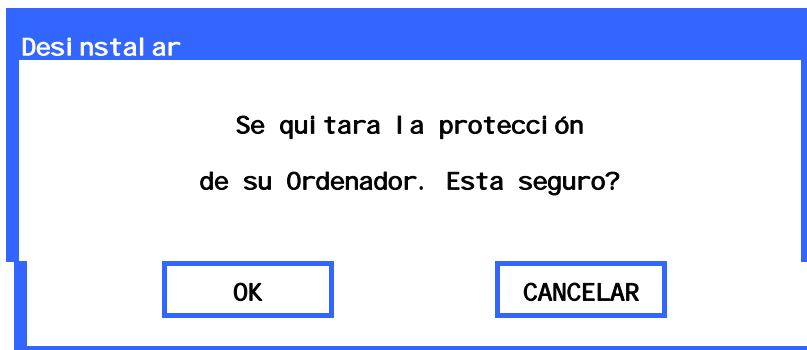 Desinstalar
Se quitara la protección
de su Ordenador. Esta seguro?
OK
CANCELAR